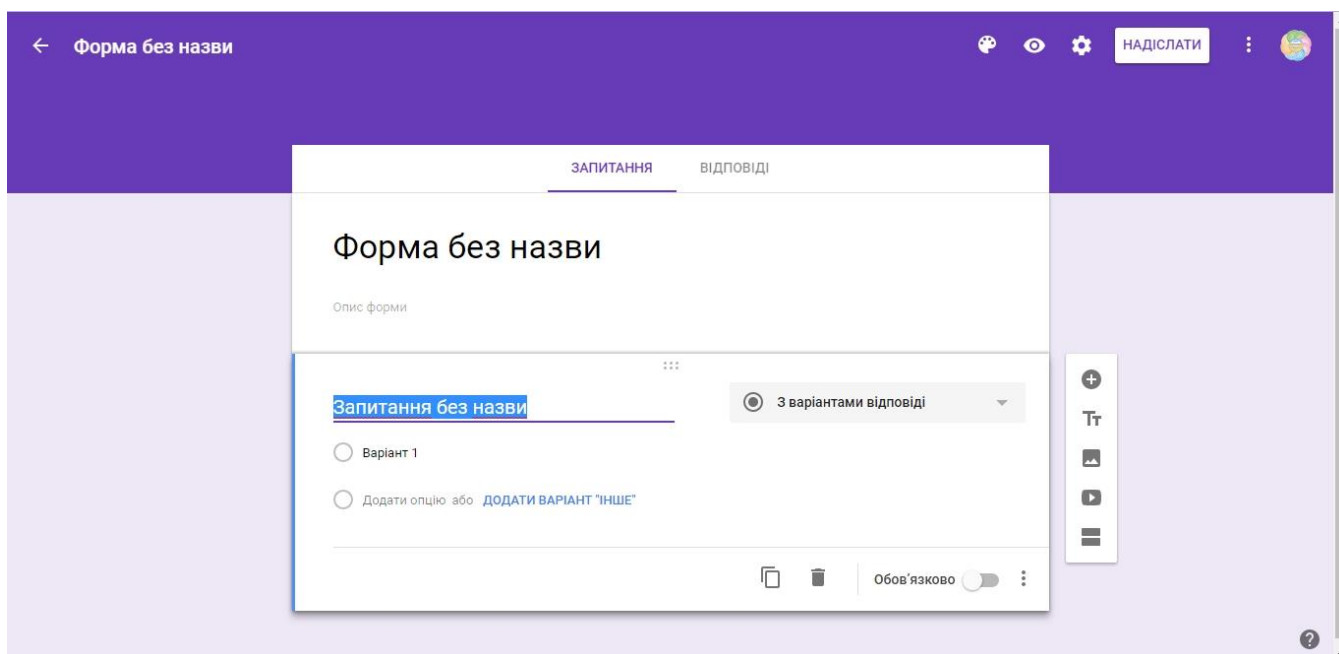 Форма без назви
НАДІСЛАТИ
ЗАПИТАННЯ ВІДПОВІДІ
Форма без назви
Опис форми
Запитання без назви
З варіантами відповіді
Варіант 1
Додати опцію або ДОДАТИ ВАРІАНТ "ІНШЕ"
Обов'язково
Тт